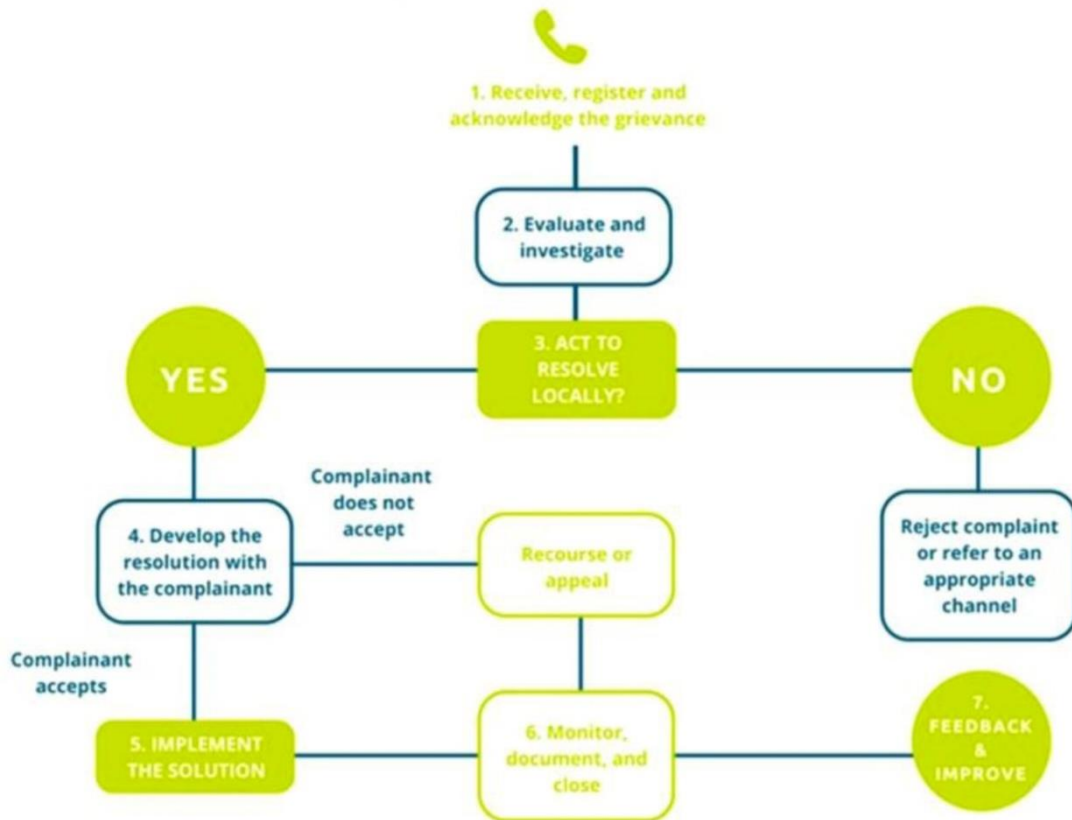 1. Receive, register and
acknowledge the grievance
2. Evaluate and
investigate
3. ACT TO
RESOLVE
LOCALLY?
YES
NO
Complainant
does not
accept
4. Develop the
resolution with
the complainant
Recourse or
appeal
Reject complaint
or refer to an
appropriate
channel
Complainant
accepts
5. IMPLEMENT
THE SOLUTION
6. Monitor,
document, and
close
7.
FEEDBACK
&
IMPROVE